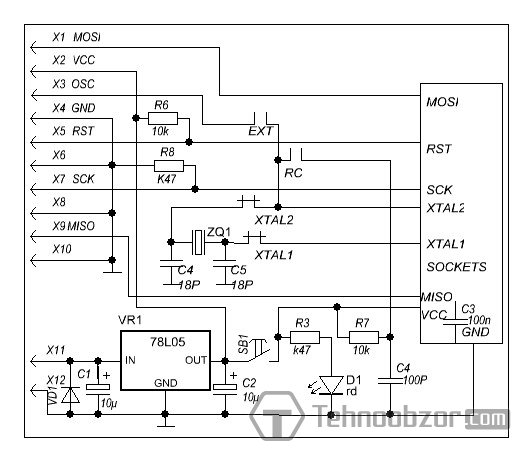 X1 MOSI
X2 VCC
X3 OSC
X4 GND
X5 RST
X6
X7 SCK
X8
X9 MISO
X10
R6
10k
R8
K47
EXT
RC
XTAL2
ZQ1
XTAL1
C4
18P
C5
18P
MOSI
RST
SCK
XTAL2
XTAL1
SOCKETS
MISO
VCC
C3
100n
GND
VR1
78L05
IN
OUT
GND
SB1
R3
k47
R7
10k
X11
X12
VD1
C1
+
10µ
C2
+
10µ
D1
rd
C4
100P
Tehnoobzor.com